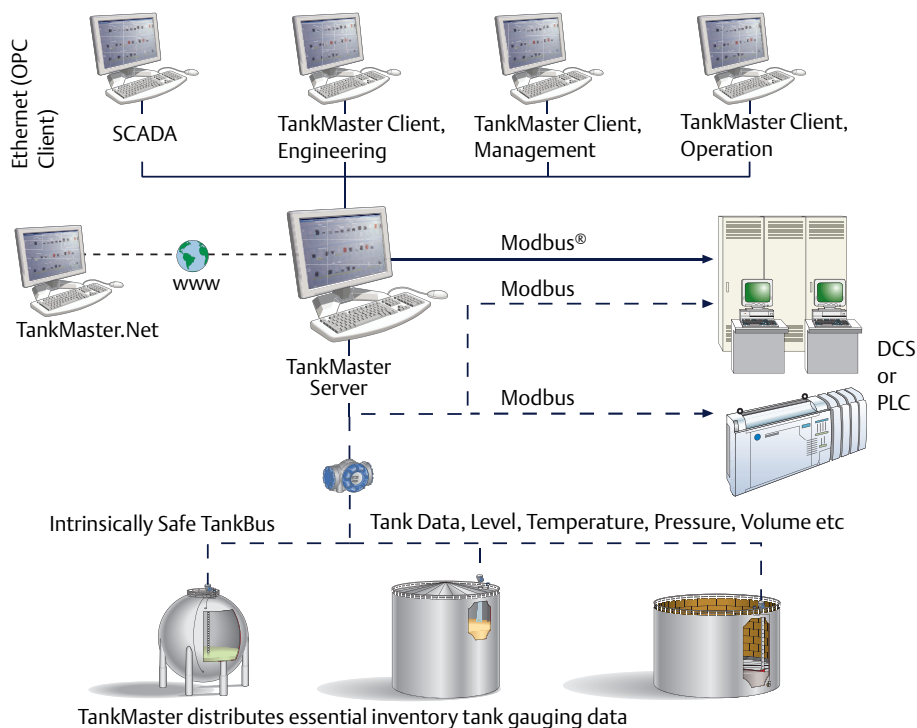 Ethernet (OPC
Client)
SCADA
TankMaster Client,
Engineering
TankMaster Client,
Management
TankMaster Client,
Operation
Modbus®
Modbus
www
TankMaster.Net
TankMaster
Server
DCS
or
PLC
Modbus
Intrinsically Safe TankBus
Tank Data, Level, Temperature, Pressure, Volume etc
TankMaster distributes essential inventory tank gauging data